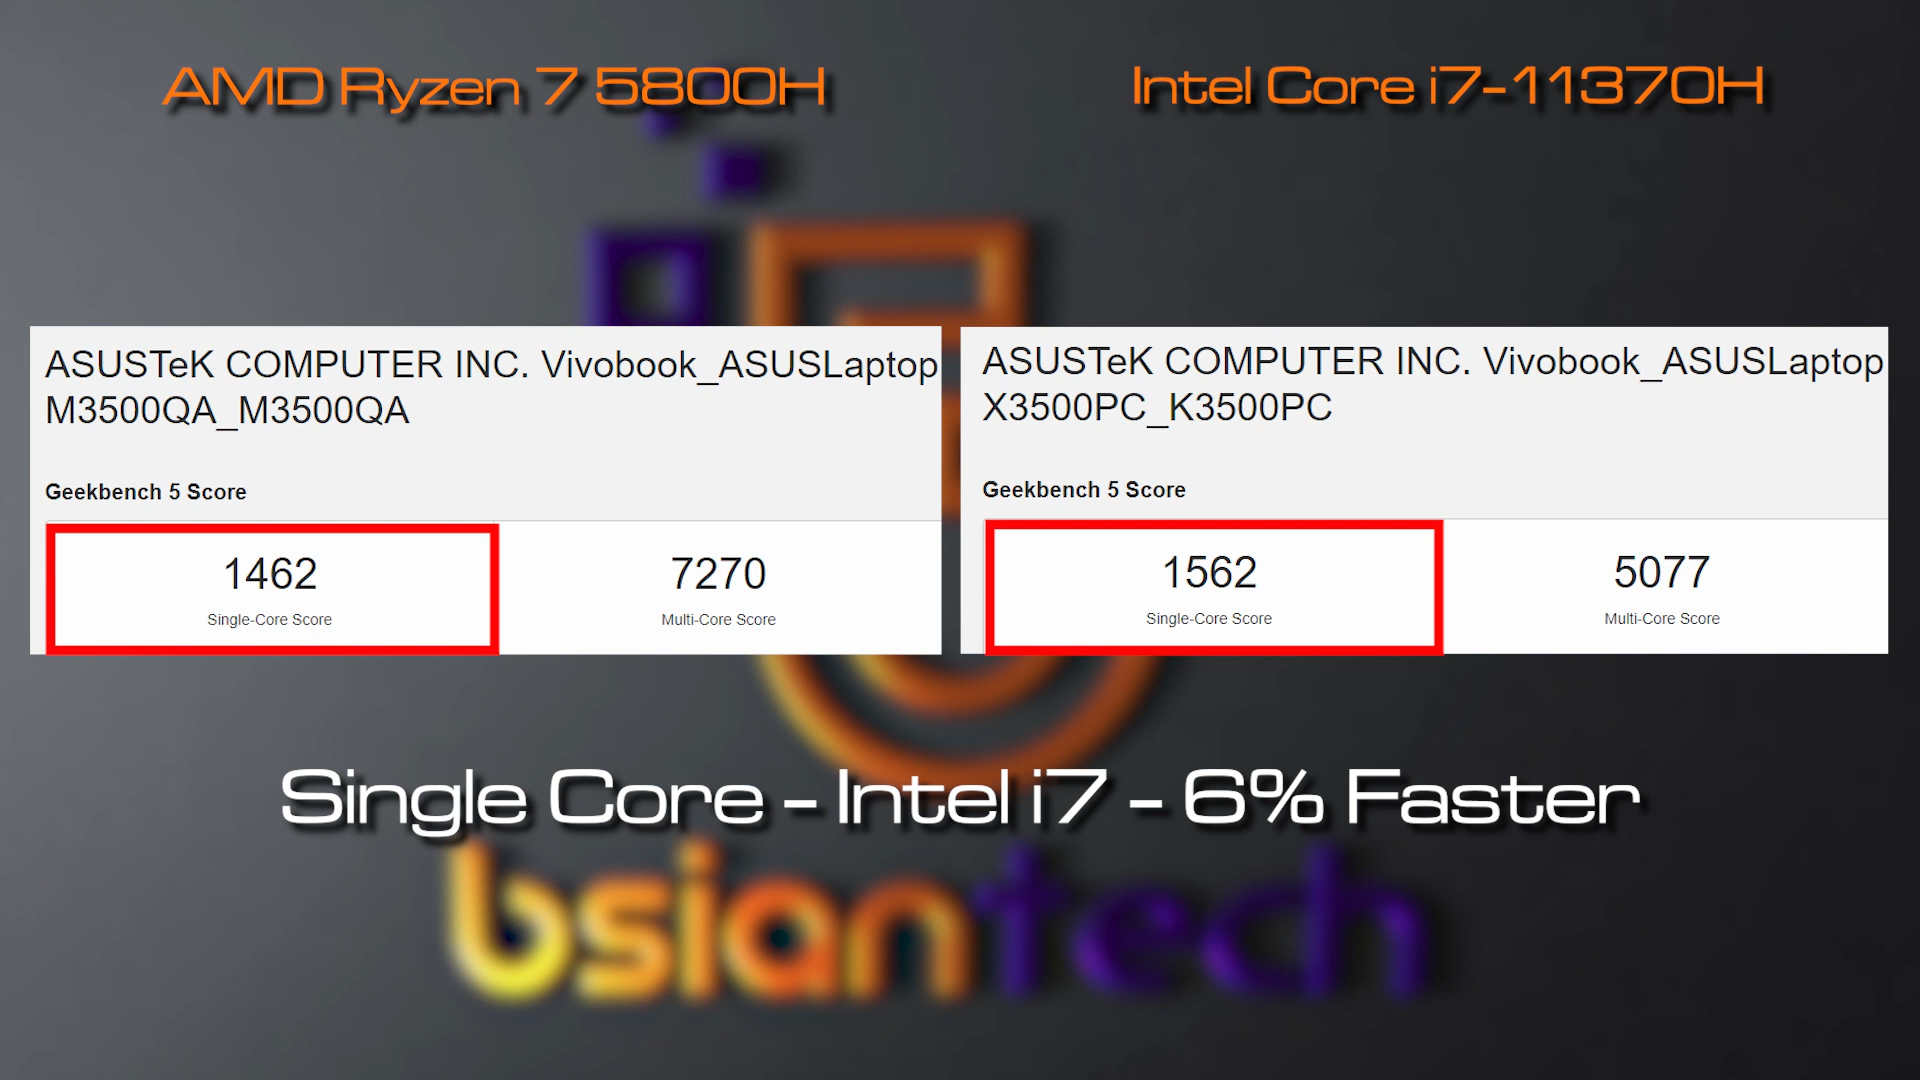 AMD Ryzen 7 5800H
Intel Core i7-11370H
ASUSTeK COMPUTER INC. Vivobook_ASUSLaptop
M3500QA_M3500QA
Geekbench 5 Score
1462
Single-Core Score
7270
Multi-Core Score
ASUSTeK COMPUTER INC. Vivobook_ASUSLaptop
X3500PC_K3500PC
Geekbench 5 Score
1562
Single-Core Score
5077
Multi-Core Score
Single Core - Intel i7 - 6% Faster
bsiantech